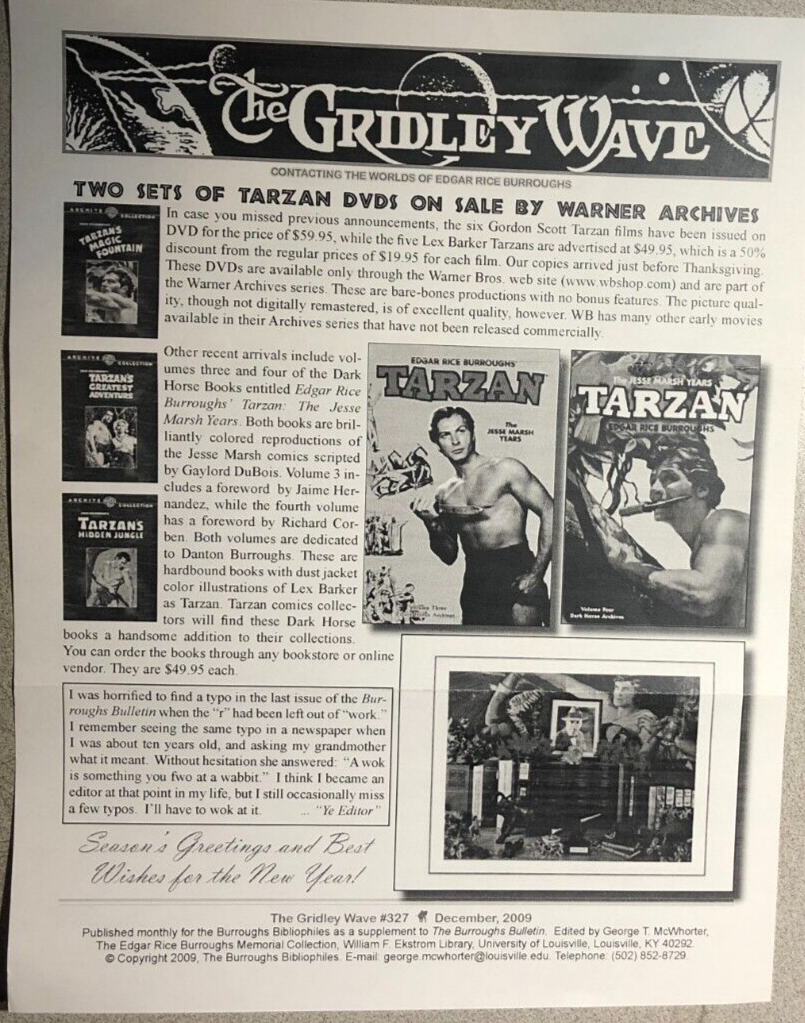 The GRIDLEY WAVE
CONTACTING THE WORLDS OF EDGAR RICE BURROUGHS
TWO SETS OF TARZAN DVDS ON SALE BY WARNER ARCHIVES
ARCHIVE COLLECTION
TARZAN'S
MAGIC
FOUNTAIN
In case you missed previous announcements, the six Gordon Scott Tarzan films have been issued on
DVD for the price of $59.95, while the five Lex Barker Tarzans are advertised at $49.95, which is a 50%
discount from the regular prices of $19.95 for each film. Our copies arrived just before Thanksgiving.
These DVDs are available only through the Warner Bros. web site (www.wbshop.com) and are part of
the Warner Archives series. These are bare-bones productions with no bonus features. The picture qual-
ity, though not digitally remastered, is of excellent quality, however. WB has many other early movies
available in their Archives series that have not been released commercially.
ARCHIVE COLLECTION
TARZAN'S
GREATEST
ADVENTURE
ARCHIVE COLLECTION
TARZAN'S
HIDDEN JUNGLE
Other recent arrivals include vol-
umes three and four of the Dark
Horse Books entitled Edgar Rice
Burroughs' Tarzan: The Jesse
Marsh Years. Both books are bril-
liantly colored reproductions of
the Jesse Marsh comics scripted
by Gaylord DuBois. Volume 3 in-
cludes a foreword by Jaime Her-
nandez, while the fourth volume
has a foreword by Richard Cor-
ben. Both volumes are dedicated
to Danton Burroughs. These are
hardbound books with dust jacket
color illustrations of Lex Barker
as Tarzan. Tarzan comics collec-
tors will find these Dark Horse
books a handsome addition to their collections.
You can order the books through any bookstore or online
vendor. They are $49.95 each.
EDGAR RICE BURROUGHS'
TARZAN
The
JESSE MARSH
YEARS
Volume Three
Dark Horse Archives
The JESSE MARSH YEARS
TARZAN
EDGAR RICE BURROUGHS
Volume Four
Dark Horse Archives
I was horrified to find a typo in the last issue of the Bur-
roughs Bulletin when the "r" had been left out of "work."
I remember seeing the same typo in a newspaper when
I was about ten years old, and asking my grandmother
what it meant. Without hesitation she answered: "A wok
is something you fwo at a wabbit." I think I became an
editor at that point in my life, but I still occasionally miss
a few typos. I'll have to wok at it. ... "Ye Editor"
Season's Greetings and Best
Wishes for the New Year!
The Gridley Wave #327 December, 2009
Published monthly for the Burroughs Bibliophiles as a supplement to The Burroughs Bulletin. Edited by George T. McWhorter,
The Edgar Rice Burroughs Memorial Collection, William F. Ekstrom Library, University of Louisville, Louisville, KY 40292.
© Copyright 2009, The Burroughs Bibliophiles. E-mail: george.mcwhorter@louisville.edu. Telephone: (502) 852-8729.